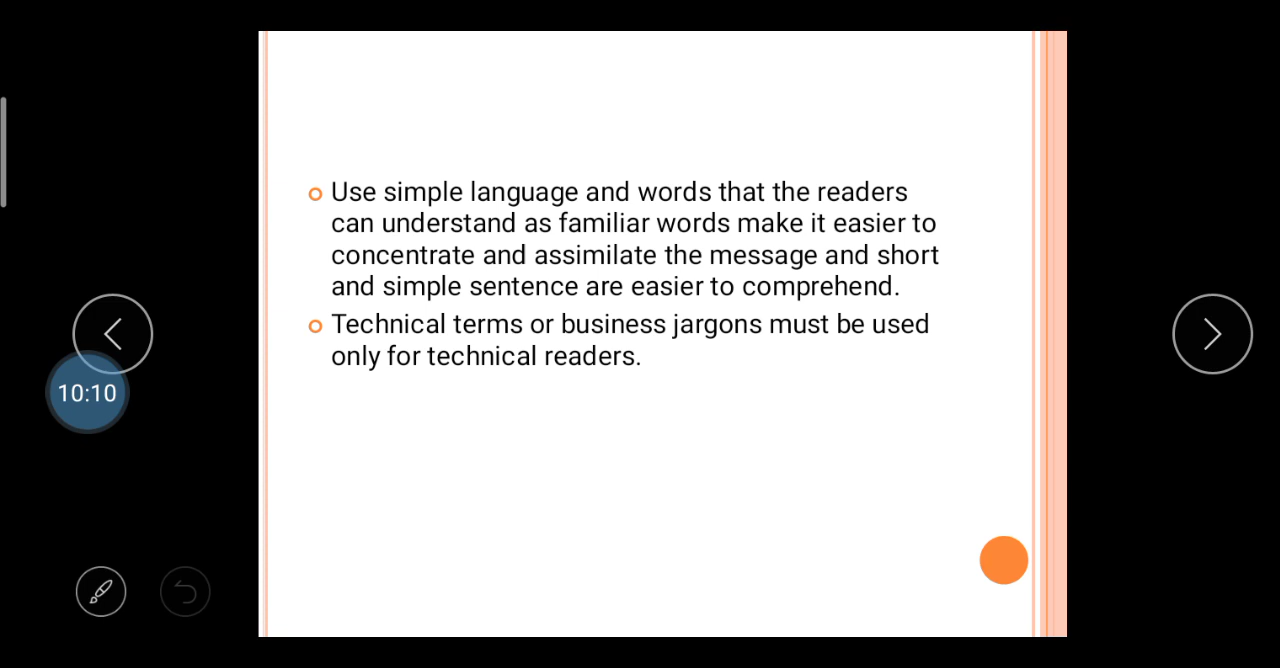 Use simple language and words that the readers
can understand as familiar words make it easier to
concentrate and assimilate the message and short
and simple sentence are easier to comprehend.
Technical terms or business jargons must be used
only for technical readers.
10:10